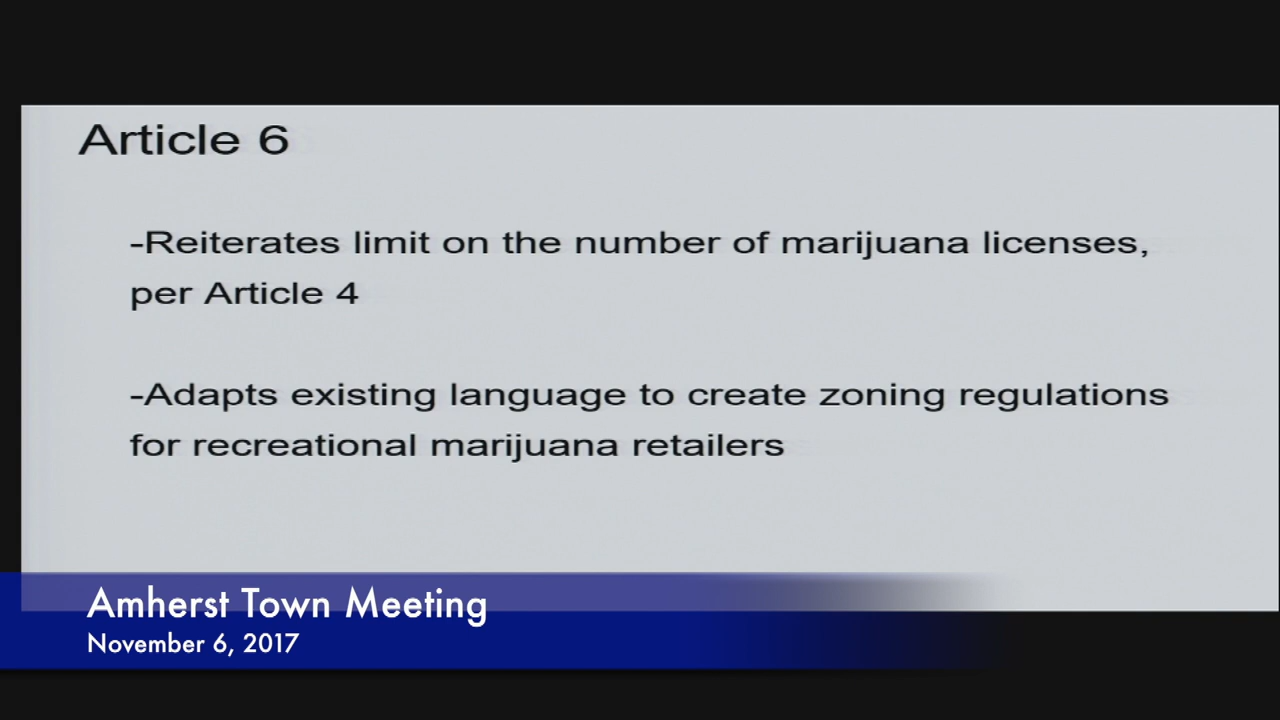 Article 6
-Reiterates limit on the number of marijuana licenses,
per Article 4
-Adapts existing language to create zoning regulations
for recreational marijuana retailers
Amherst Town Meeting
November 6, 2017